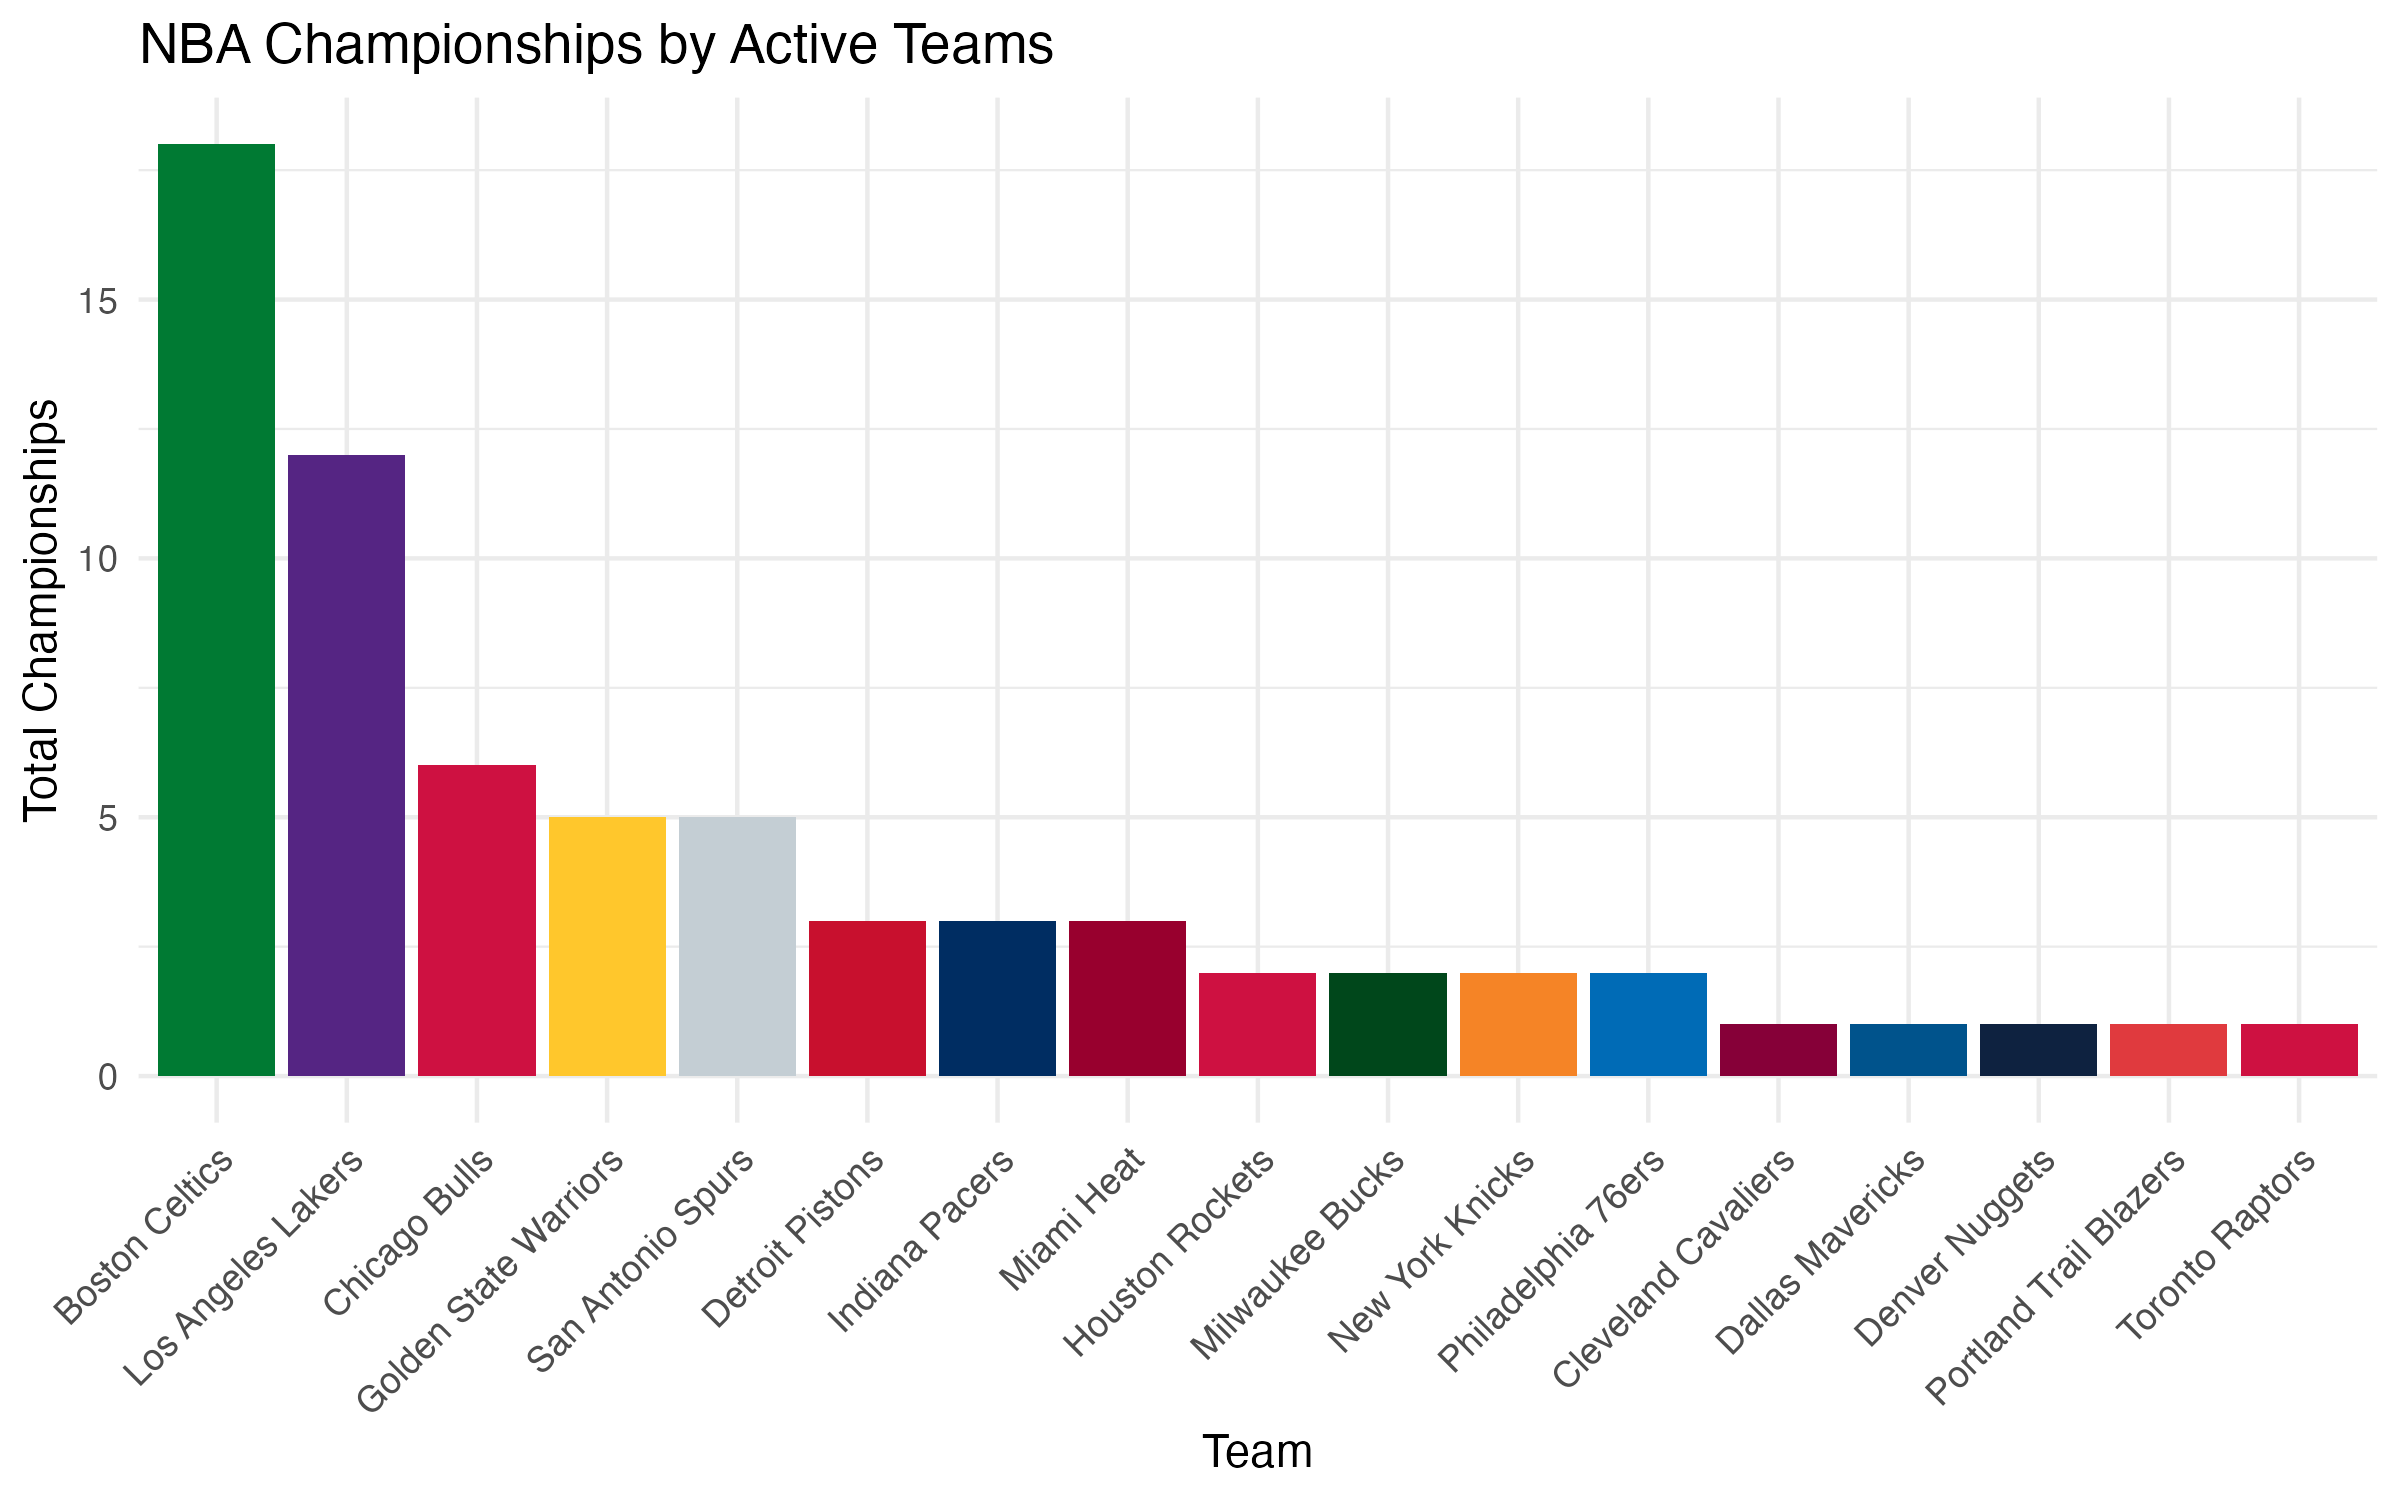 NBA Championships by Active Teams
Total Championships
15
10
5
0
Boston Celtics
Los Angeles Lakers
Chicago Bulls
Golden State Warriors
San Antonio Spurs
Detroit Pistons
Indiana Pacers
Miami Heat
Houston Rockets
Milwaukee Bucks
New York Knicks
Philadelphia 76ers
Cleveland Cavaliers
Dallas Mavericks
Denver Nuggets
Portland Trail Blazers
Toronto Raptors
Team